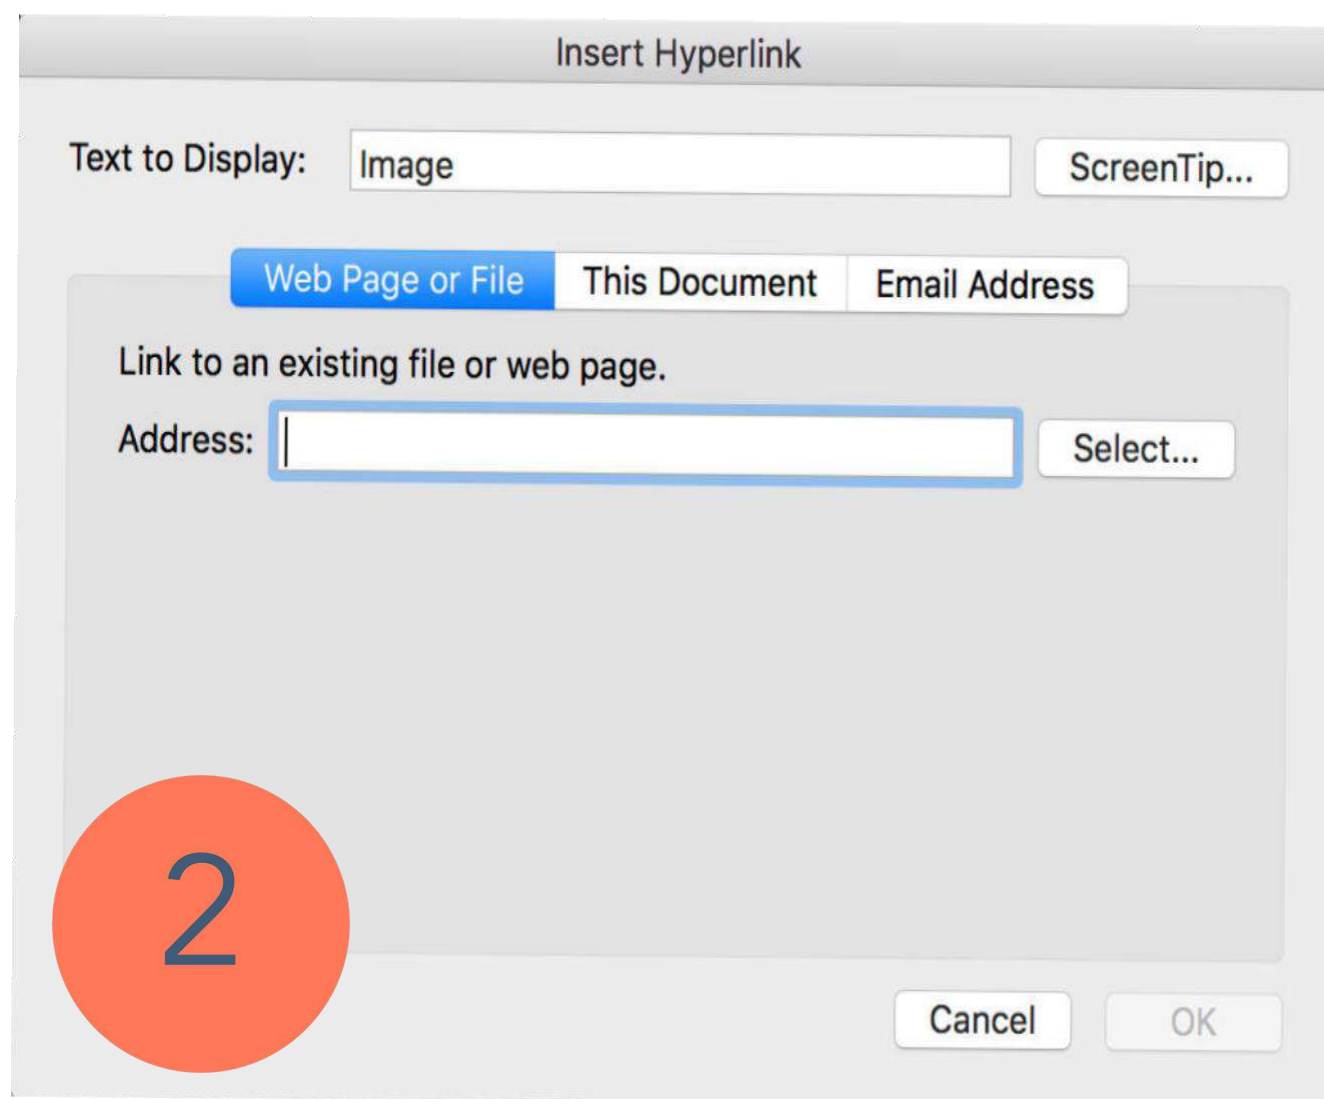 Insert Hyperlink
Text to Display: Image ScreenTip...
Web Page or File This Document Email Address
Link to an existing file or web page.
Address: Select...
2
Cancel OK